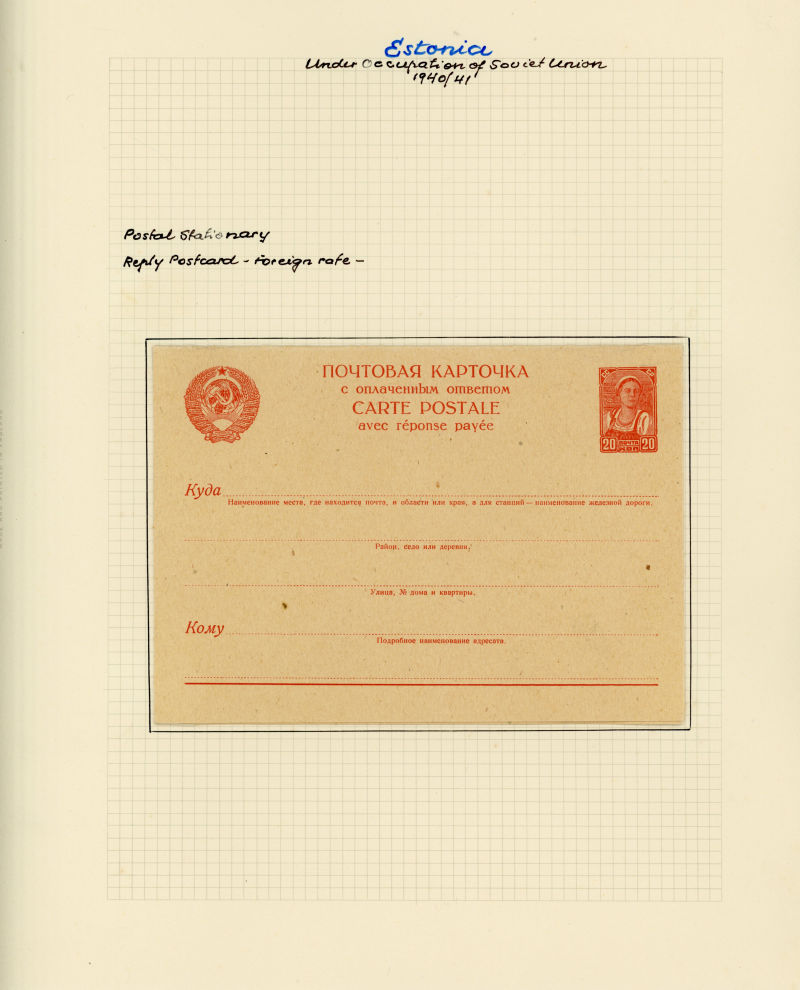 Estonia
Under Occupation of Soviet Union
1940/41
Postal Stationary
Reply Postcard - Foreign rate -
ПОЧТОВАЯ КАРТОЧКА
с оплаченным ответом
CARTE POSTALE
avec réponse payée
20 ПОЧТА 20
КОП
Куда
Наименование места, где находится почта, и области или края, а для станций — наименование железной дороги.
Район, село или деревня.
Улица, № дома и квартиры.
Кому
Подробное наименование адресата.